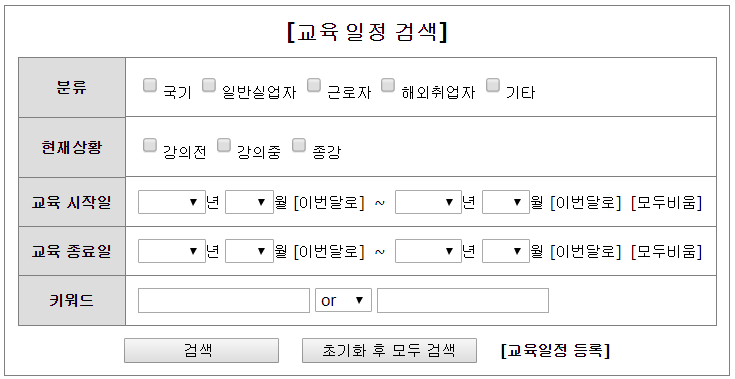 [교육 일정 검색]
분류 국기 일반실업자 근로자 해외취업자 기타
현재상황 강의전 강의중 종강
교육 시작일 년 월 [이번달로] ~ 년 월 [이번달로] [모두비움]
교육 종료일 년 월 [이번달로] ~ 년 월 [이번달로] [모두비움]
키워드 or
검색 초기화 후 모두 검색 [교육일정 등록]